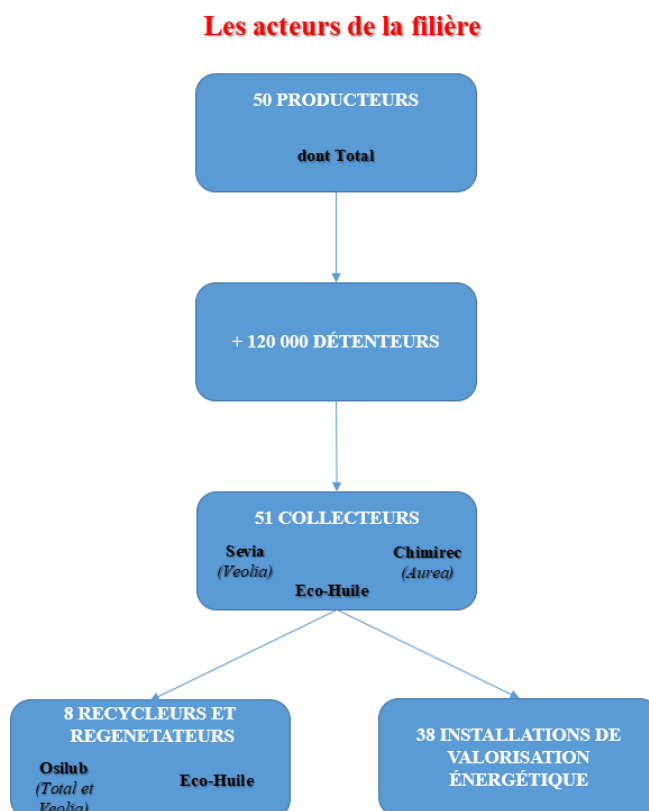 Les acteurs de la filière
50 PRODUCTEURS
dont Total
+ 120 000 DÉTENTEURS
51 COLLECTEURS
Sevia
(Veolia)
Chimirec
(Aurea)
Eco-Huile
8 RECYCLEURS ET
REGENETATEURS
Osilub
(Total et
Veolia)
Eco-Huile
38 INSTALLATIONS DE
VALORISATION
ÉNERGÉTIQUE